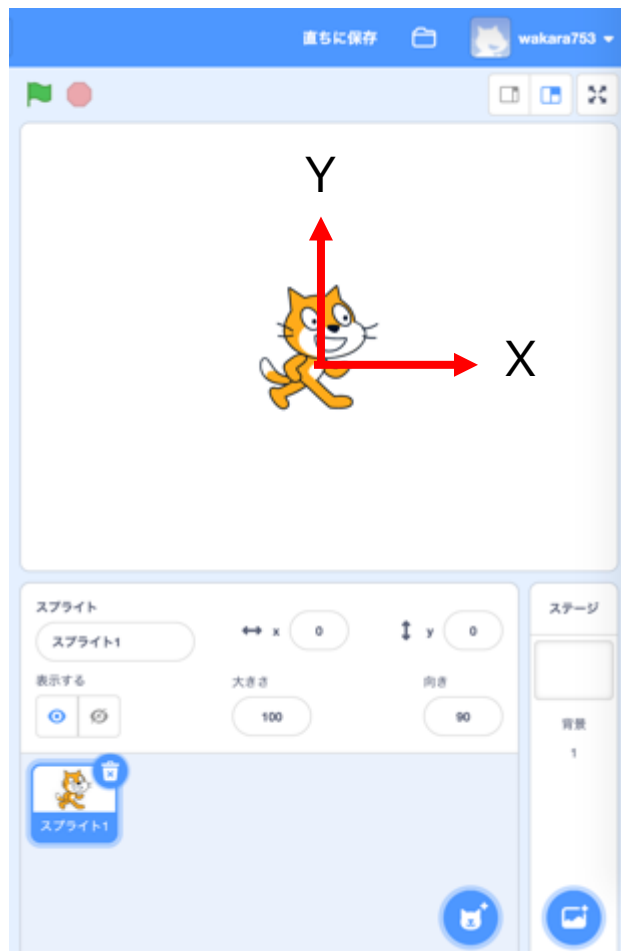 直ちに保存 wakara753
Y
X
スプライト
スプライト1
x 0
y 0
ステージ
表示する
大きさ
向き
100
90
背景
1
スプライト1